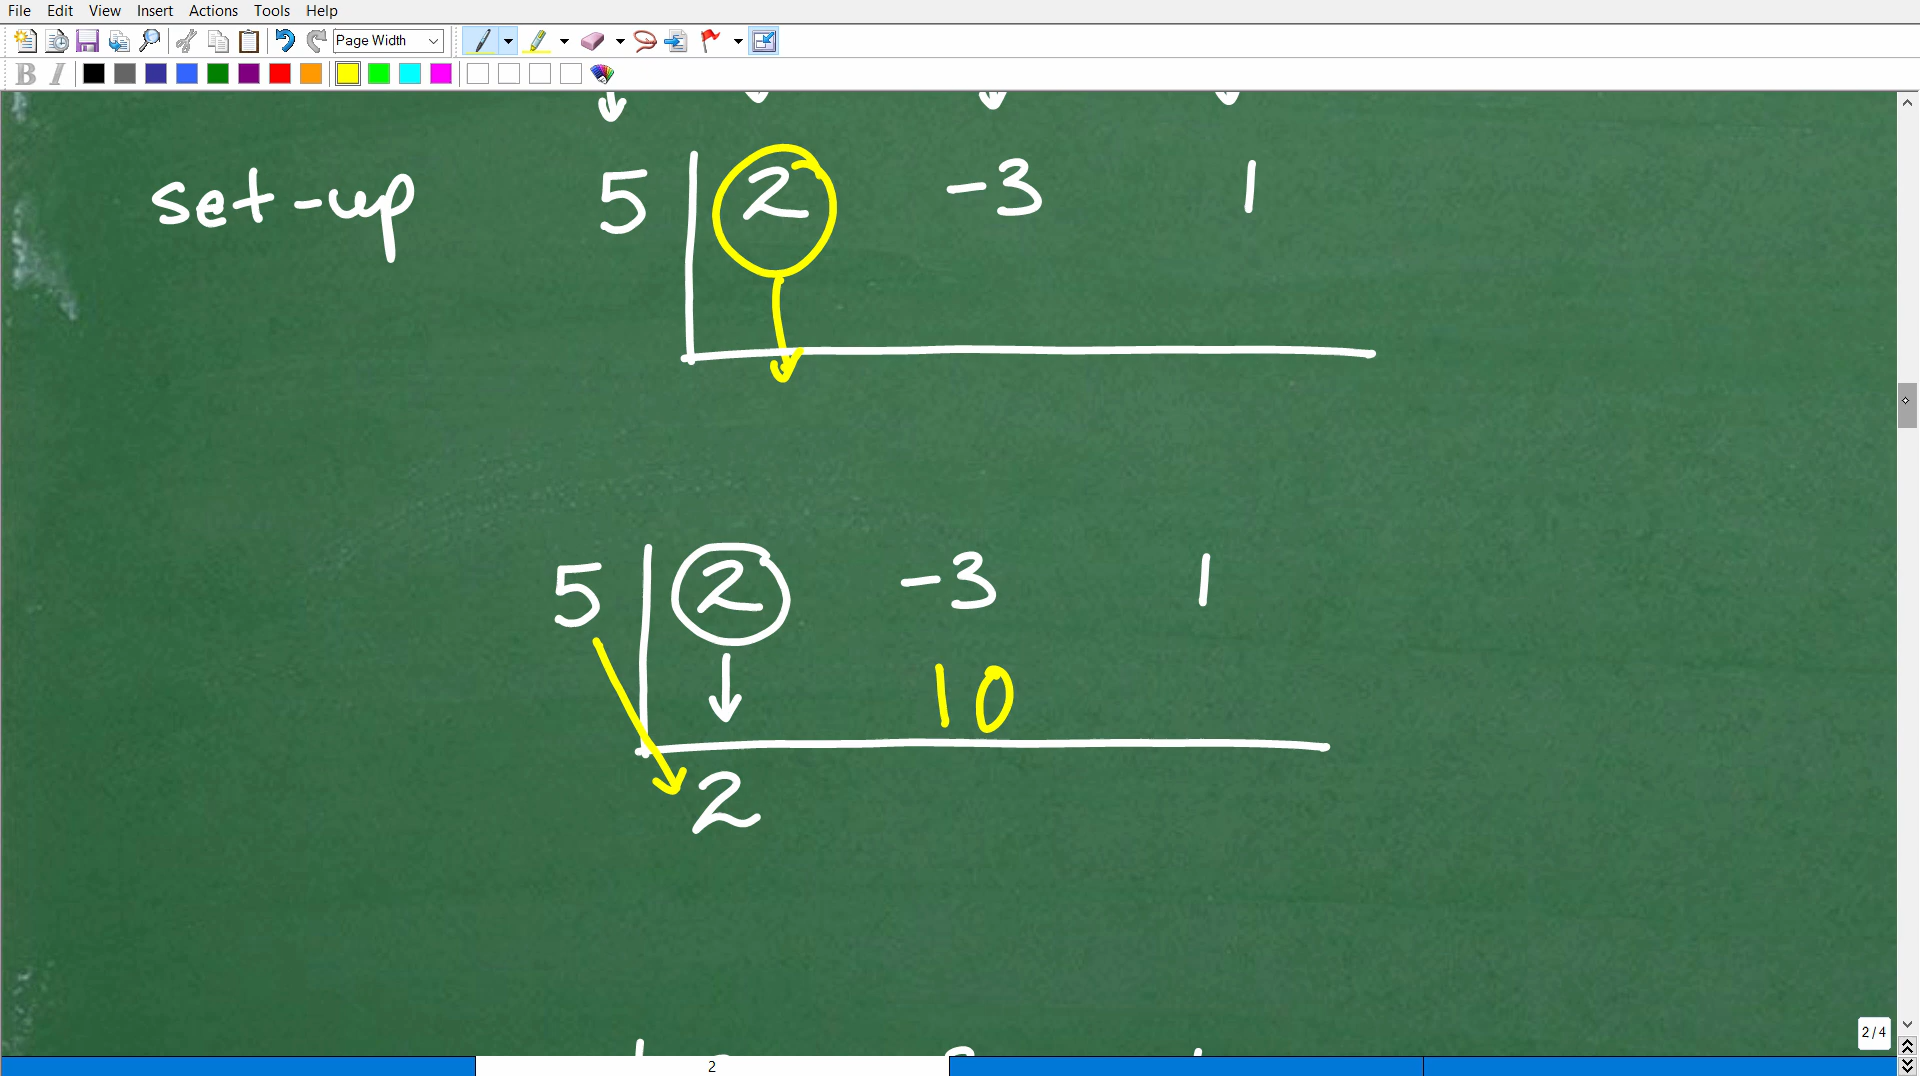 File Edit View Insert Actions Tools Help
Page Width
B I
set-up 5 2 -3 1
5 2 -3 1
10
2
2 / 4
2